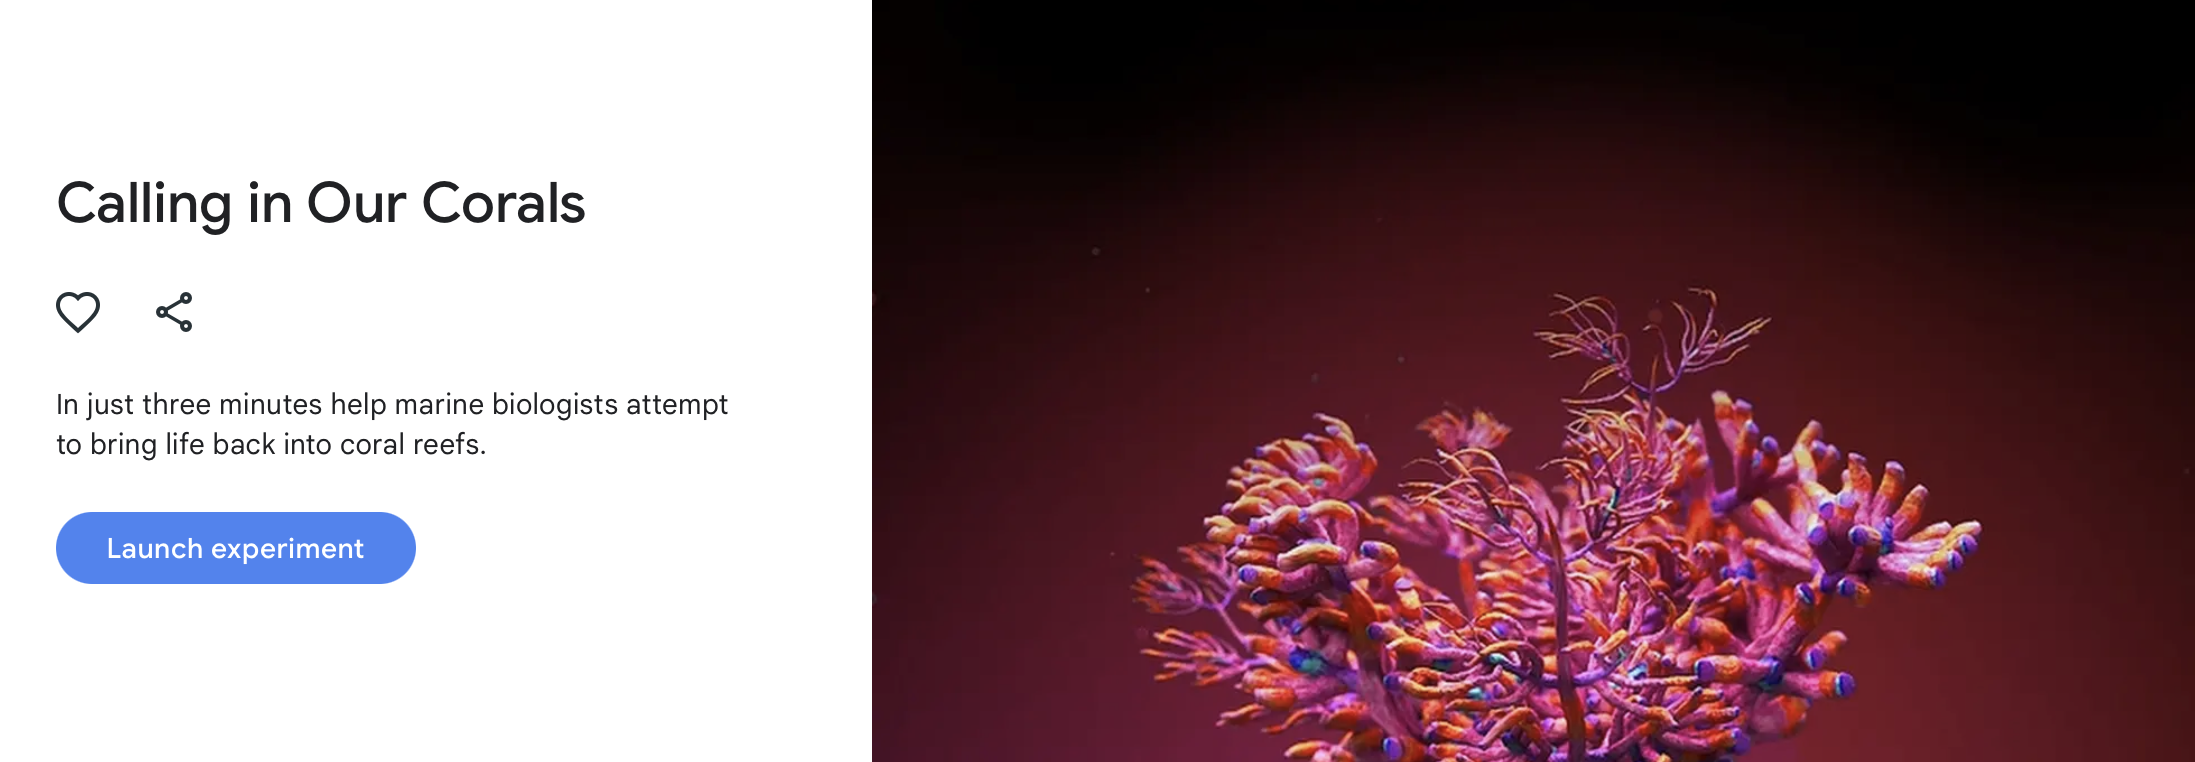 Calling in Our Corals
In just three minutes help marine biologists attempt
to bring life back into coral reefs.
Launch experiment